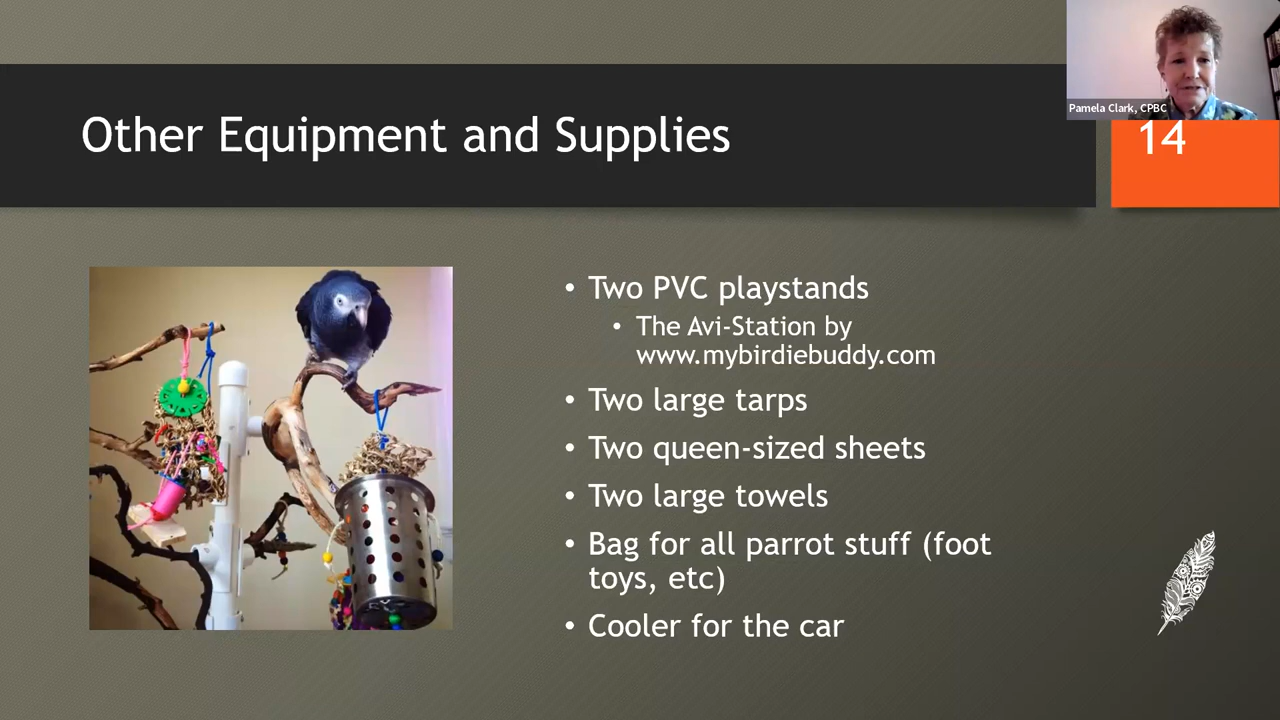 Pamela Clark, CPBC
Other Equipment and Supplies
14
• Two PVC playstands
• The Avi-Station by
www.mybirdiebuddy.com
• Two large tarps
• Two queen-sized sheets
• Two large towels
• Bag for all parrot stuff (foot
toys, etc)
• Cooler for the car